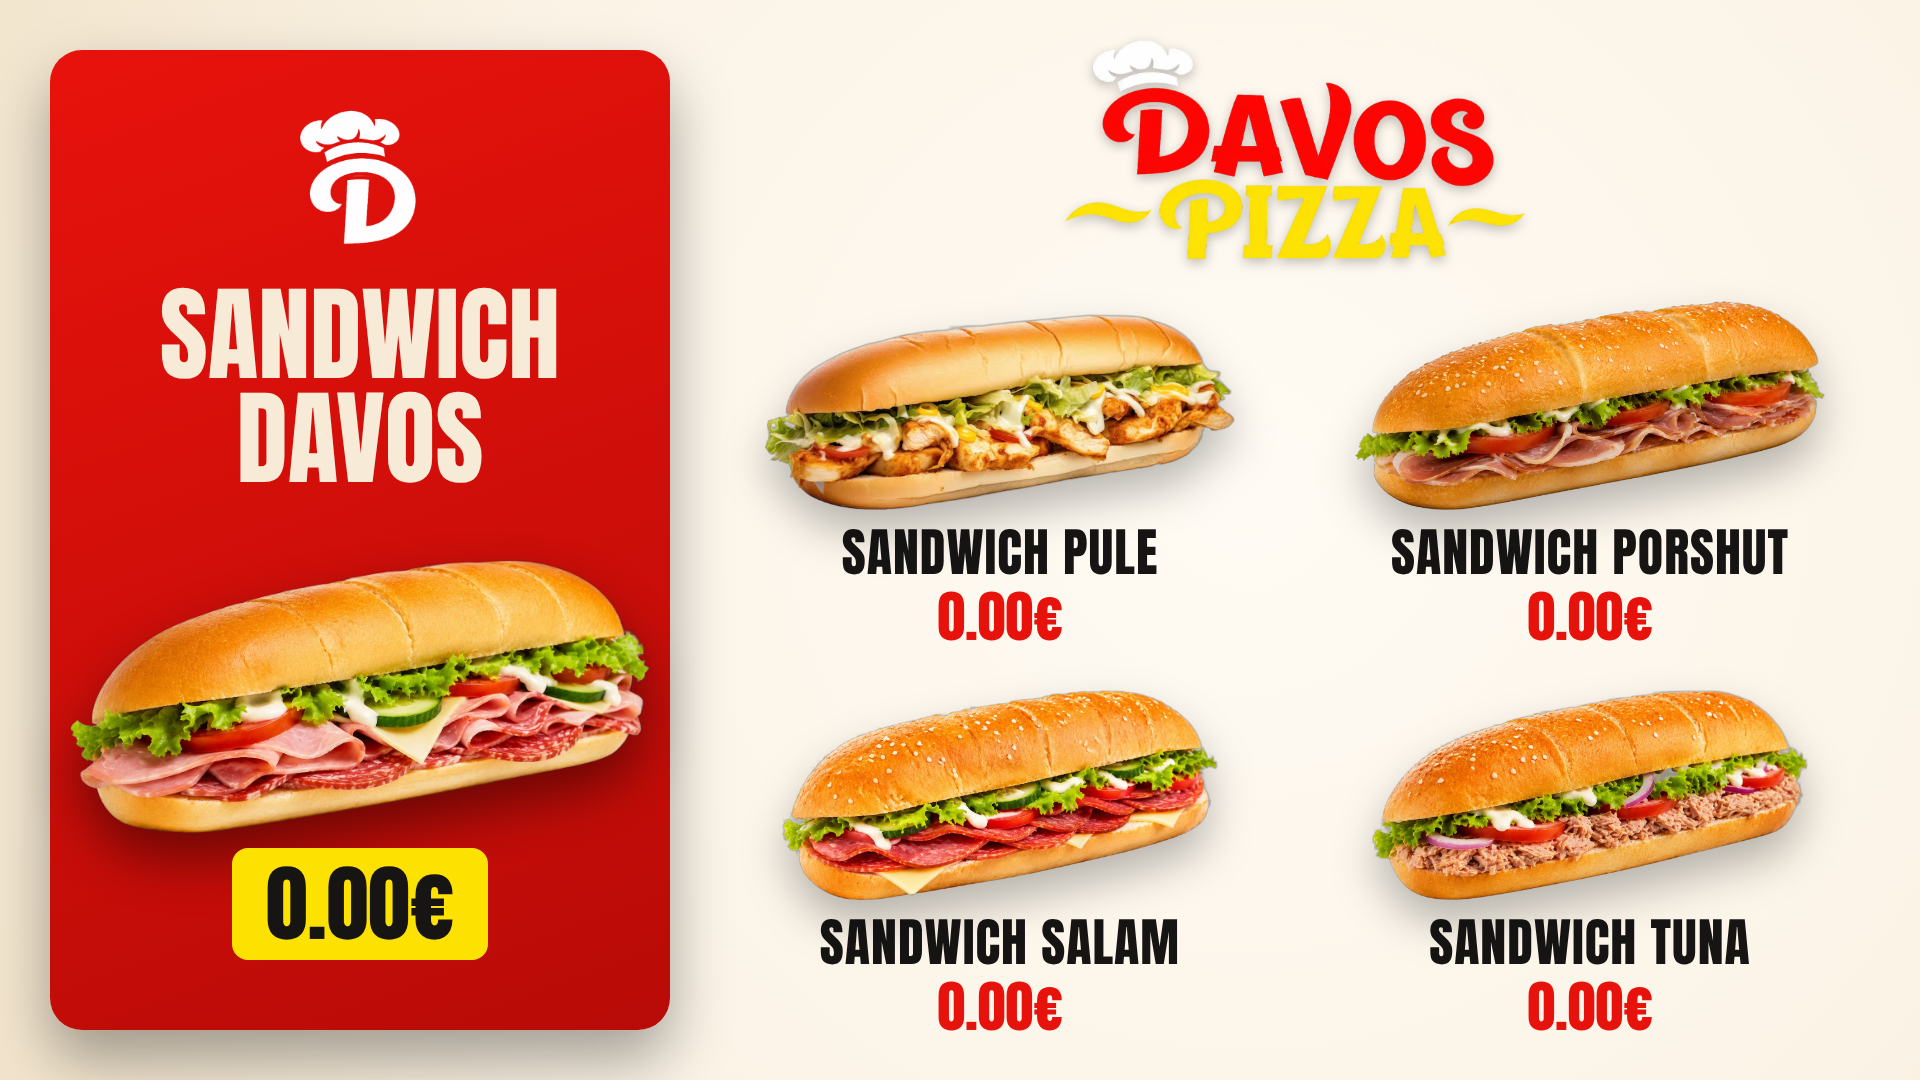 D
SANDWICH
DAVOS
0.00€
DAVOS
~PIZZA~
SANDWICH PULE
0.00€
SANDWICH PORSHUT
0.00€
SANDWICH SALAM
0.00€
SANDWICH TUNA
0.00€